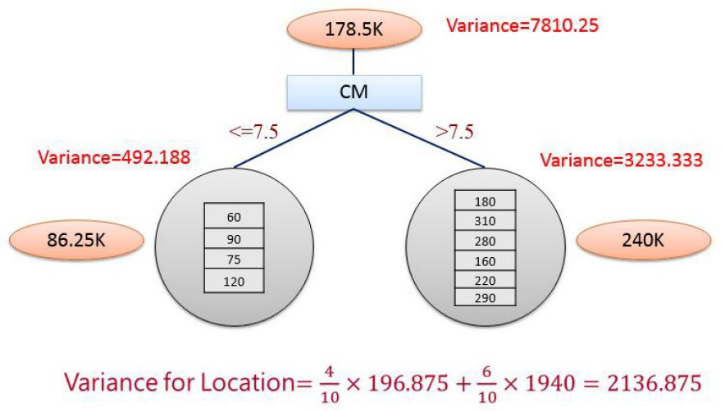 178.5K
Variance=7810.25
CM
<=7.5
>7.5
Variance=492.188
Variance=3233.333
60
90
75
120
86.25K
180
310
280
160
220
290
240K
Variance for Location= 4/10 × 196.875 + 6/10 × 1940 = 2136.875